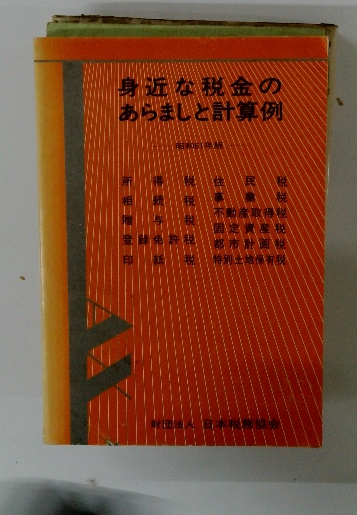 身近な税金の
あらましと計算例
昭和51年版
所得税
相続税
贈与税
登録免許税
印紙税
住民税
事業税
不動産取得税
固定資産税
都市計画税
特別土地保有税
財団法人 日本税務協会